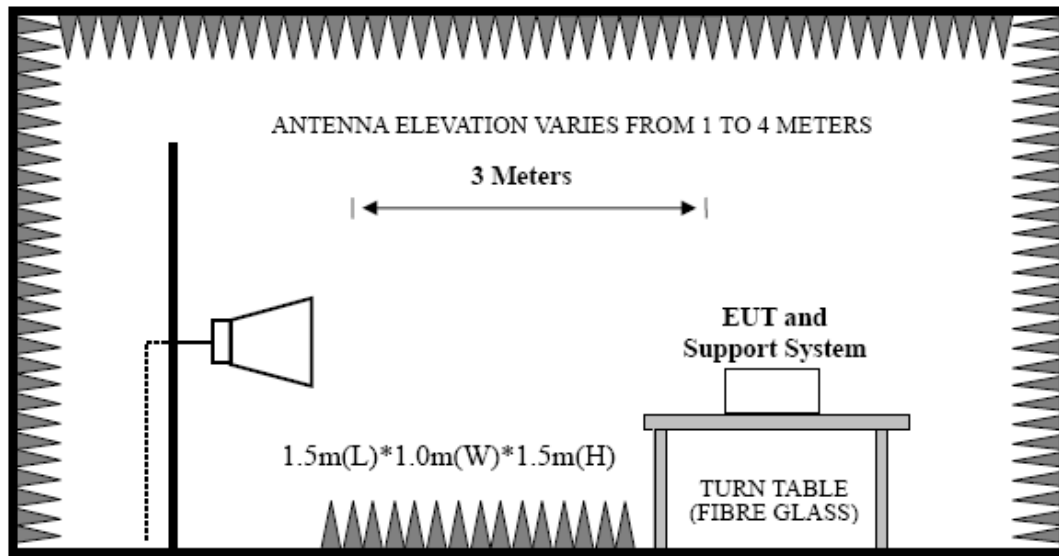 ANTENNA ELEVATION VARIES FROM 1 TO 4 METERS
3 Meters
EUT and
Support System
1.5m(L)*1.0m(W)*1.5m(H)
TURN TABLE
(FIBRE GLASS)